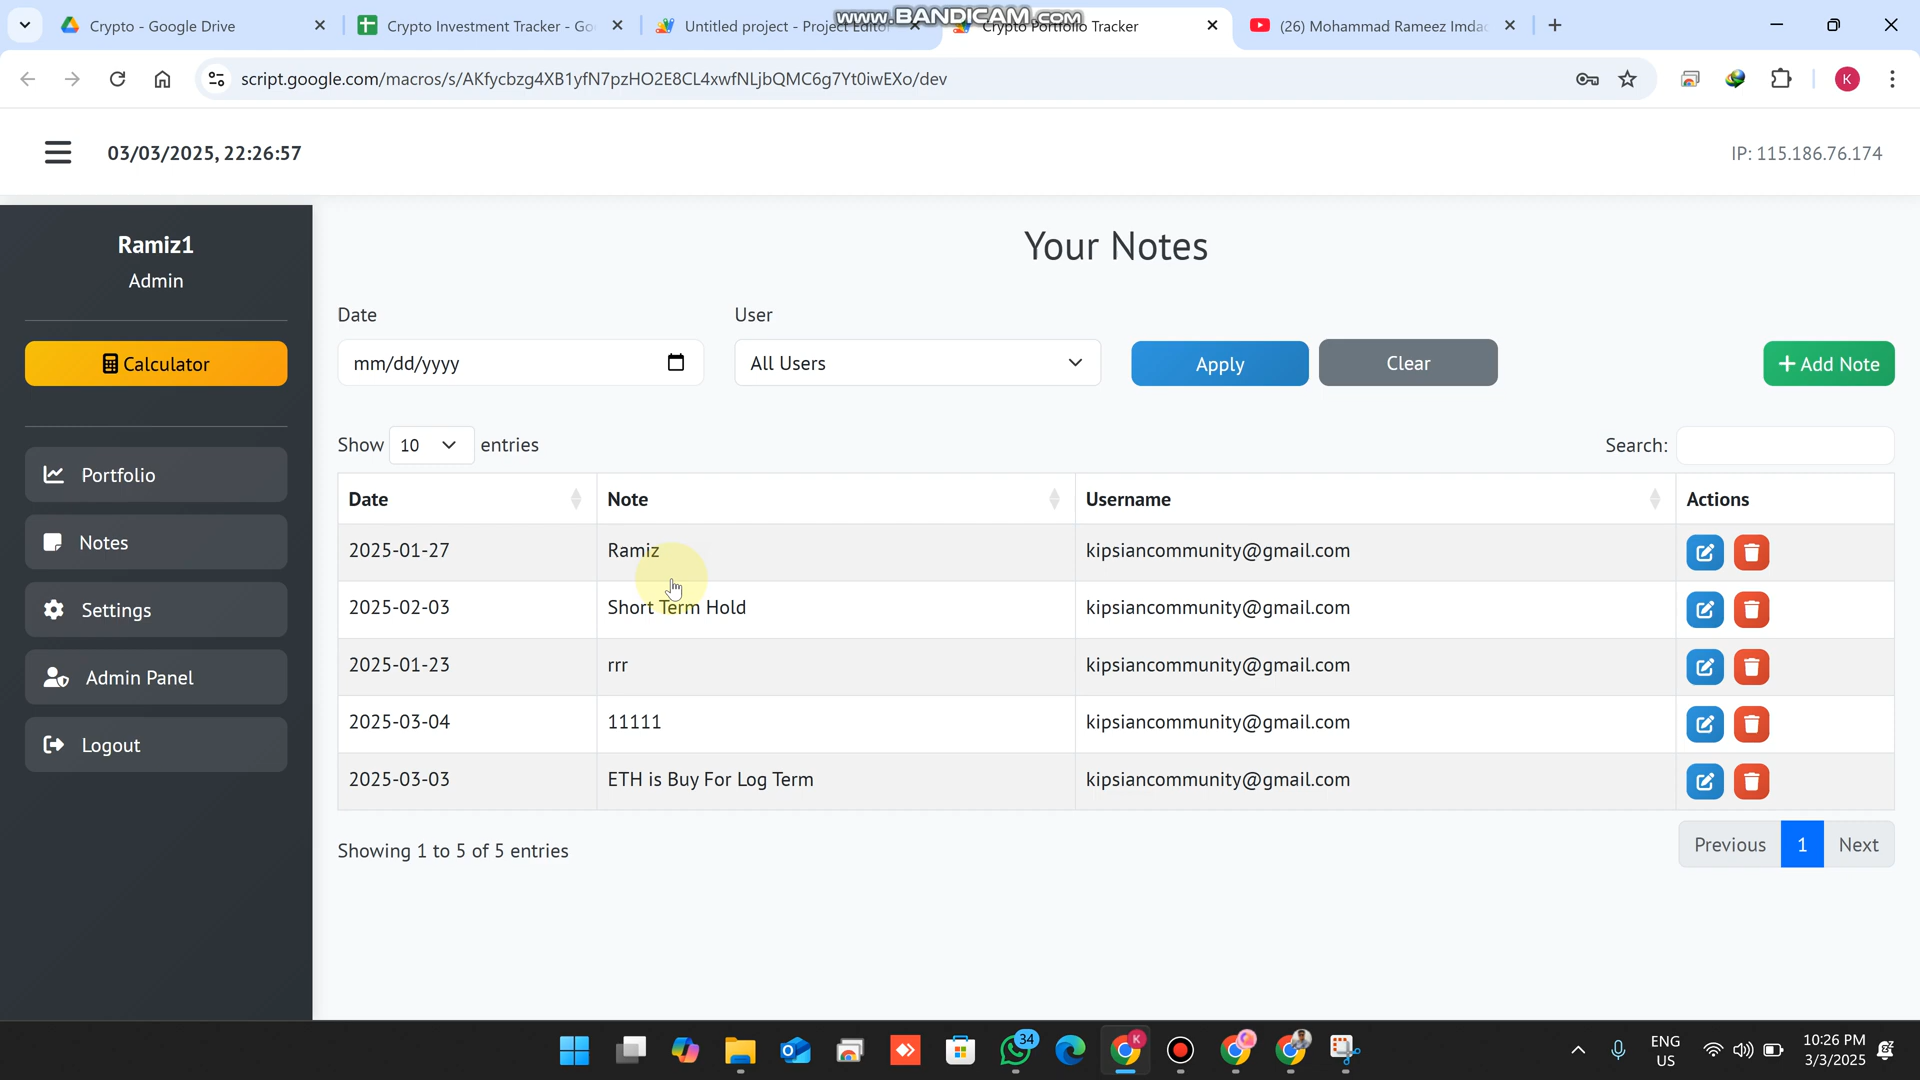 www.BANDICAM.com
Crypto - Google Drive
Crypto Investment Tracker - Go
Untitled project - Project Editor
Crypto Portfolio Tracker
(26) Mohammad Rameez Imdad
script.google.com/macros/s/AKfycbzg4XB1yfN7pzHO2E8CL4xwfNLjbQMC6g7Yt0iwEXo/dev
K
03/03/2025, 22:26:57
IP: 115.186.76.174
Ramiz1
Admin
Calculator
Portfolio
Notes
Settings
Admin Panel
Logout
Your Notes
Date
User
mm/dd/yyyy
All Users
Apply
Clear
+ Add Note
Show 10 entries
Search:
Date Note Username Actions
2025-01-27 Ramiz kipsiancommunity@gmail.com
2025-02-03 Short Term Hold kipsiancommunity@gmail.com
2025-01-23 rrr kipsiancommunity@gmail.com
2025-03-04 11111 kipsiancommunity@gmail.com
2025-03-03 ETH is Buy For Log Term kipsiancommunity@gmail.com
Showing 1 to 5 of 5 entries
Previous 1 Next
34
K
ENG
US
10:26 PM
3/3/2025